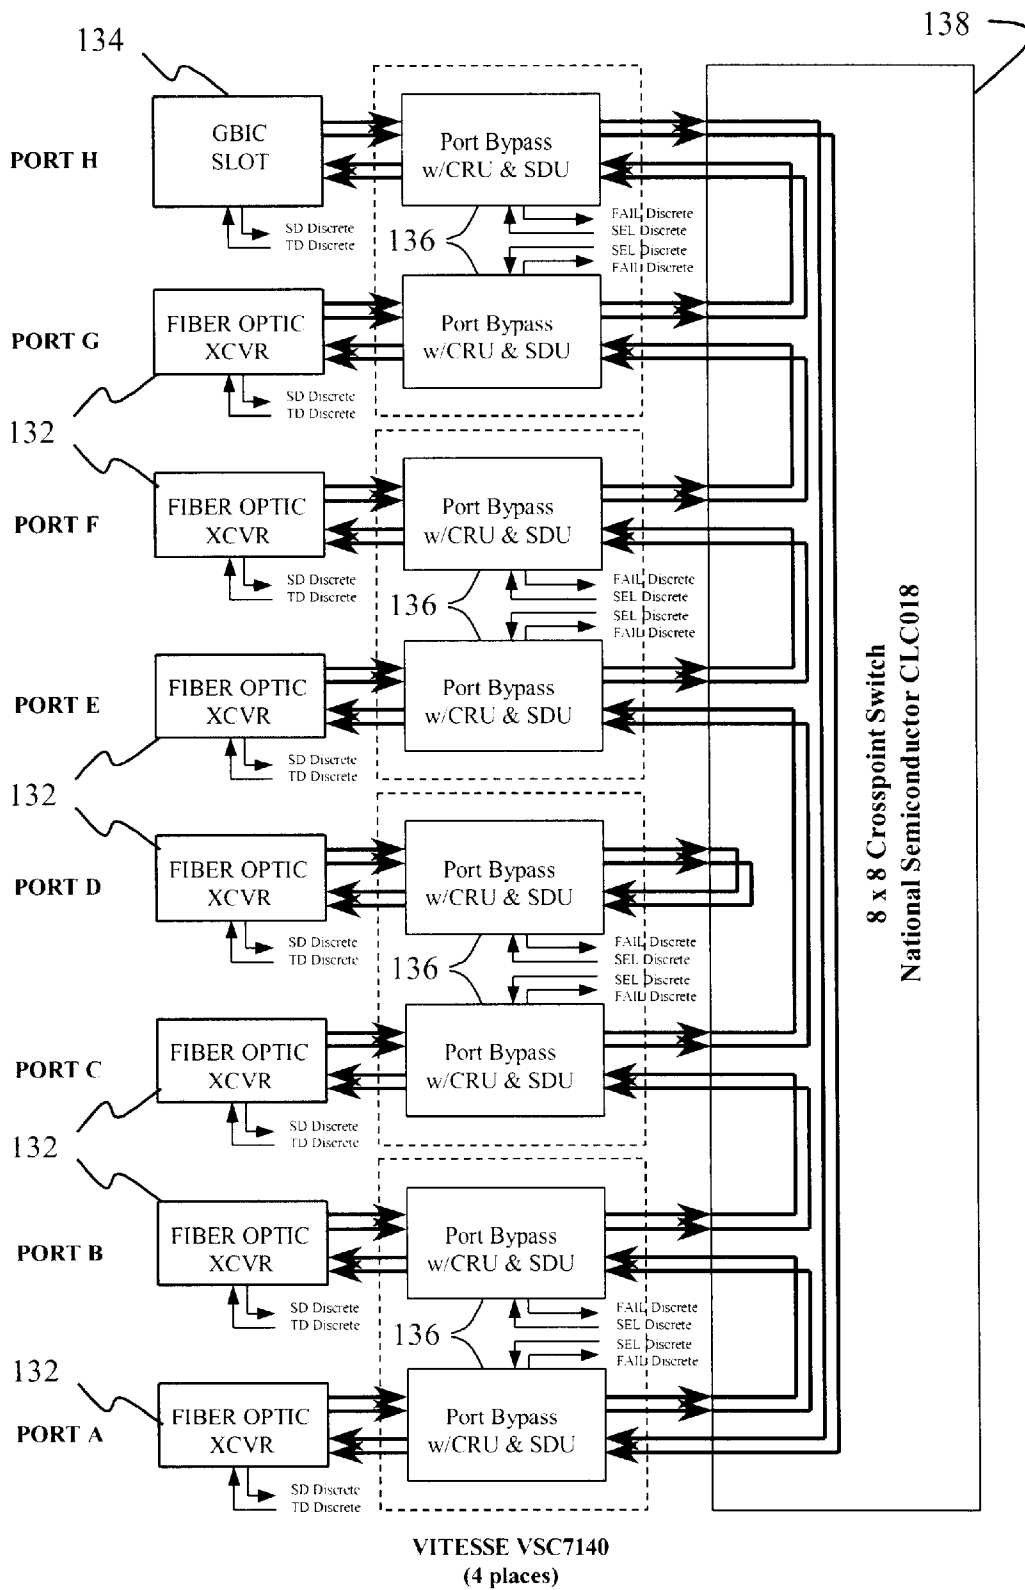 134
138
GBIC
SLOT
PORT H
Port Bypass
w/CRU & SDU
SD Discrete
TD Discrete
FAIL Discrete
SEL Discrete
136
SEL Discrete
FAIL Discrete
PORT G
FIBER OPTIC
XCVR
Port Bypass
w/CRU & SDU
SD Discrete
TD Discrete
132
PORT F
FIBER OPTIC
XCVR
Port Bypass
w/CRU & SDU
SD Discrete
TD Discrete
FAIL Discrete
SEL Discrete
136
SEL Discrete
FAIL Discrete
PORT E
FIBER OPTIC
XCVR
Port Bypass
w/CRU & SDU
SD Discrete
TD Discrete
132
8 x 8 Crosspoint Switch
National Semiconductor CLC018
PORT D
FIBER OPTIC
XCVR
Port Bypass
w/CRU & SDU
SD Discrete
TD Discrete
FAIL Discrete
SEL Discrete
136
SEL Discrete
FAIL Discrete
PORT C
FIBER OPTIC
XCVR
Port Bypass
w/CRU & SDU
SD Discrete
TD Discrete
132
PORT B
FIBER OPTIC
XCVR
Port Bypass
w/CRU & SDU
SD Discrete
TD Discrete
FAIL Discrete
SEL Discrete
136
SEL Discrete
FAIL Discrete
132
PORT A
FIBER OPTIC
XCVR
Port Bypass
w/CRU & SDU
SD Discrete
TD Discrete
VITESSE VSC7140
(4 places)